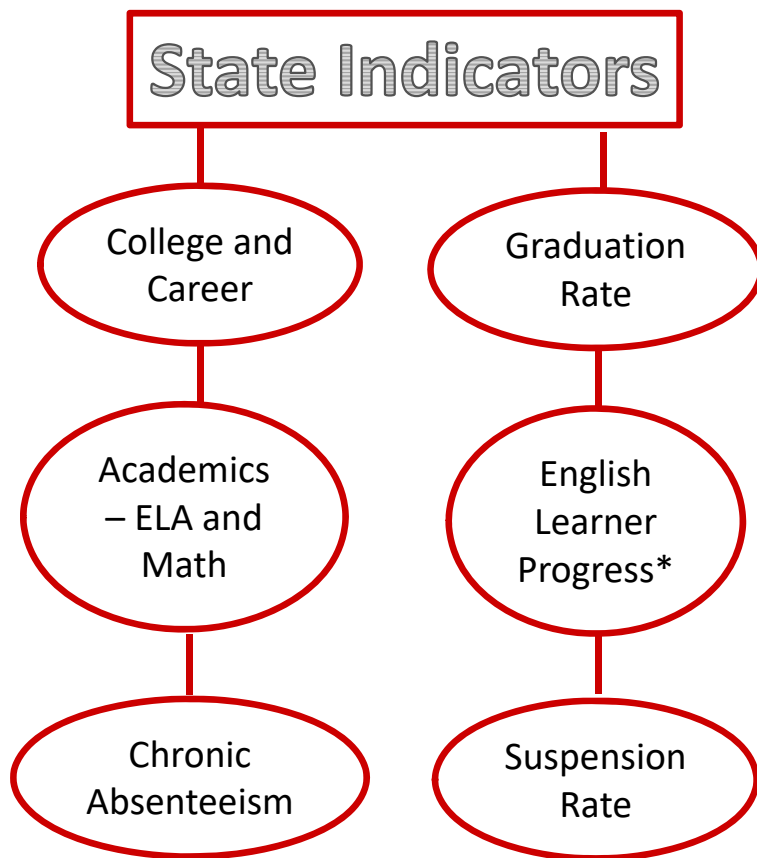 State Indicators
College and
Career
Graduation
Rate
Academics
– ELA and
Math
English
Learner
Progress*
Chronic
Absenteeism
Suspension
Rate